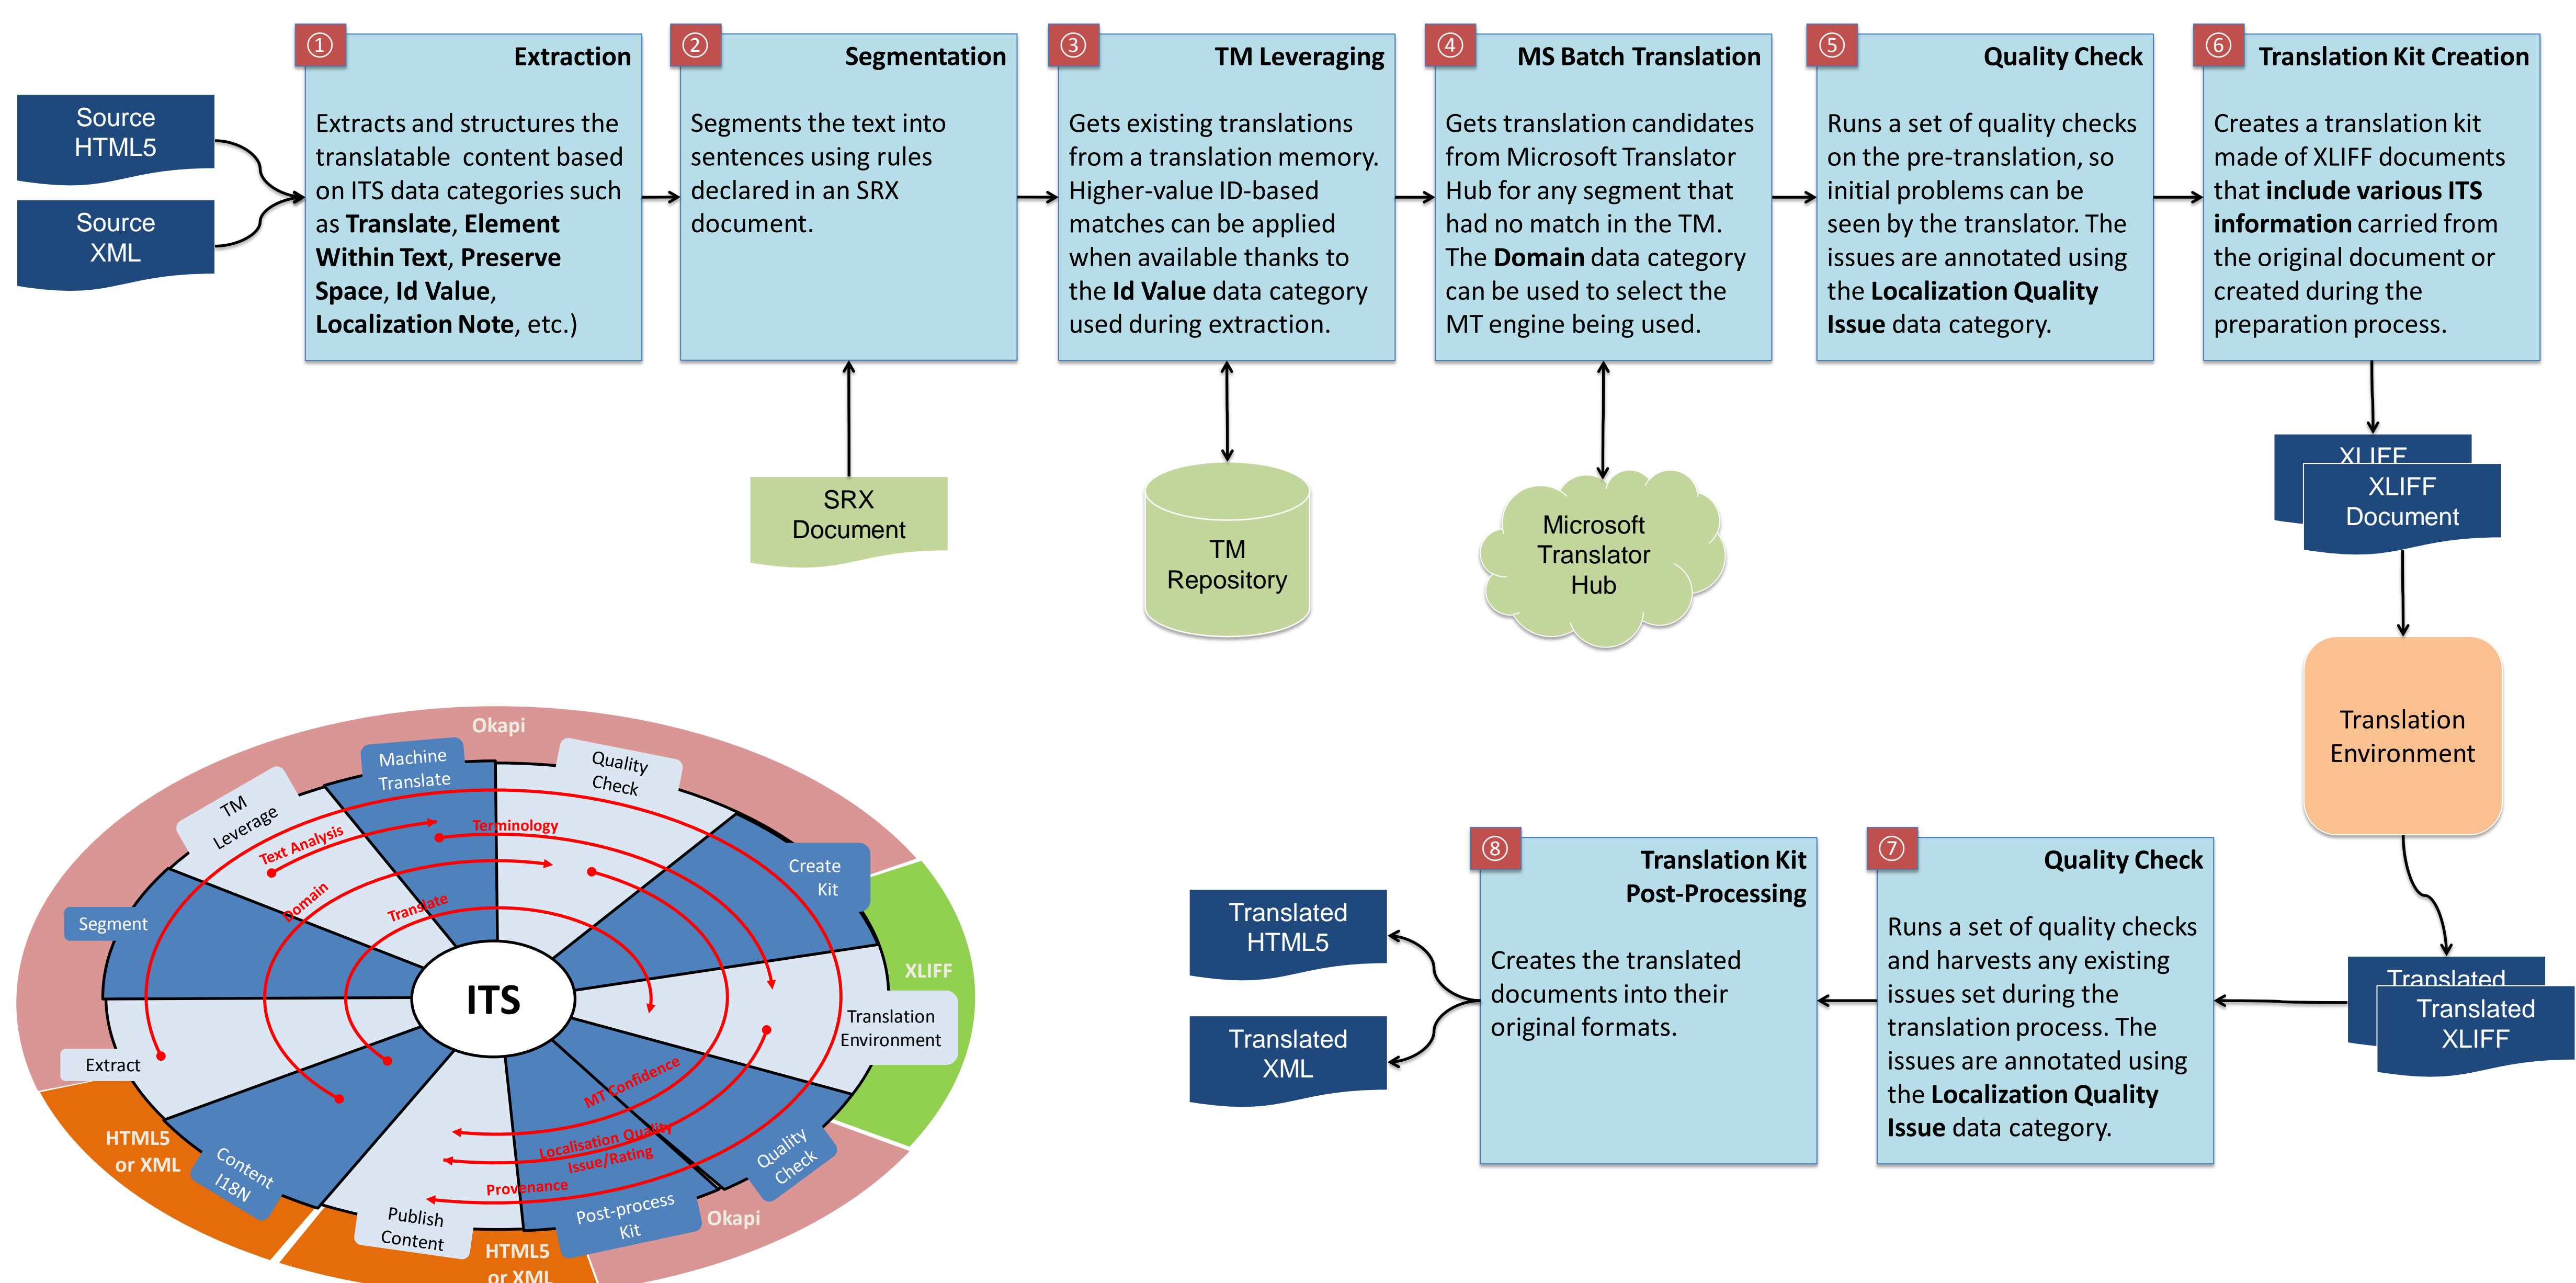 Source
HTML5
Source
XML
①
Extraction
Extracts and structures the
translatable content based
on ITS data categories such
as Translate, Element
Within Text, Preserve
Space, Id Value,
Localization Note, etc.)
②
Segmentation
Segments the text into
sentences using rules
declared in an SRX
document.
③
TM Leveraging
Gets existing translations
from a translation memory.
Higher-value ID-based
matches can be applied
when available thanks to
the Id Value data category
used during extraction.
④
MS Batch Translation
Gets translation candidates
from Microsoft Translator
Hub for any segment that
had no match in the TM.
The Domain data category
can be used to select the
MT engine being used.
⑤
Quality Check
Runs a set of quality checks
on the pre-translation, so
initial problems can be
seen by the translator. The
issues are annotated using
the Localization Quality
Issue data category.
⑥
Translation Kit Creation
Creates a translation kit
made of XLIFF documents
that include various ITS
information carried from
the original document or
created during the
preparation process.
SRX
Document
TM
Repository
Microsoft
Translator
Hub
XLIFF
XLIFF
Document
Translation
Environment
Translated
Translated
XLIFF
⑦
Quality Check
Runs a set of quality checks
and harvests any existing
issues set during the
translation process. The
issues are annotated using
the Localization Quality
Issue data category.
⑧
Translation Kit
Post-Processing
Creates the translated
documents into their
original formats.
Translated
HTML5
Translated
XML
Okapi
Machine
Translate
Quality
Check
TM
Leverage
Text Analysis
Terminology
Create
Kit
Domain
Translate
Segment
XLIFF
ITS
Translation
Environment
Extract
MT Confidence
HTML5
or XML
Content
I18N
Localisation Quality
Issue/Rating
Quality
Check
Provenance
Publish
Content
Post-process
Kit
Okapi
HTML5
or XML